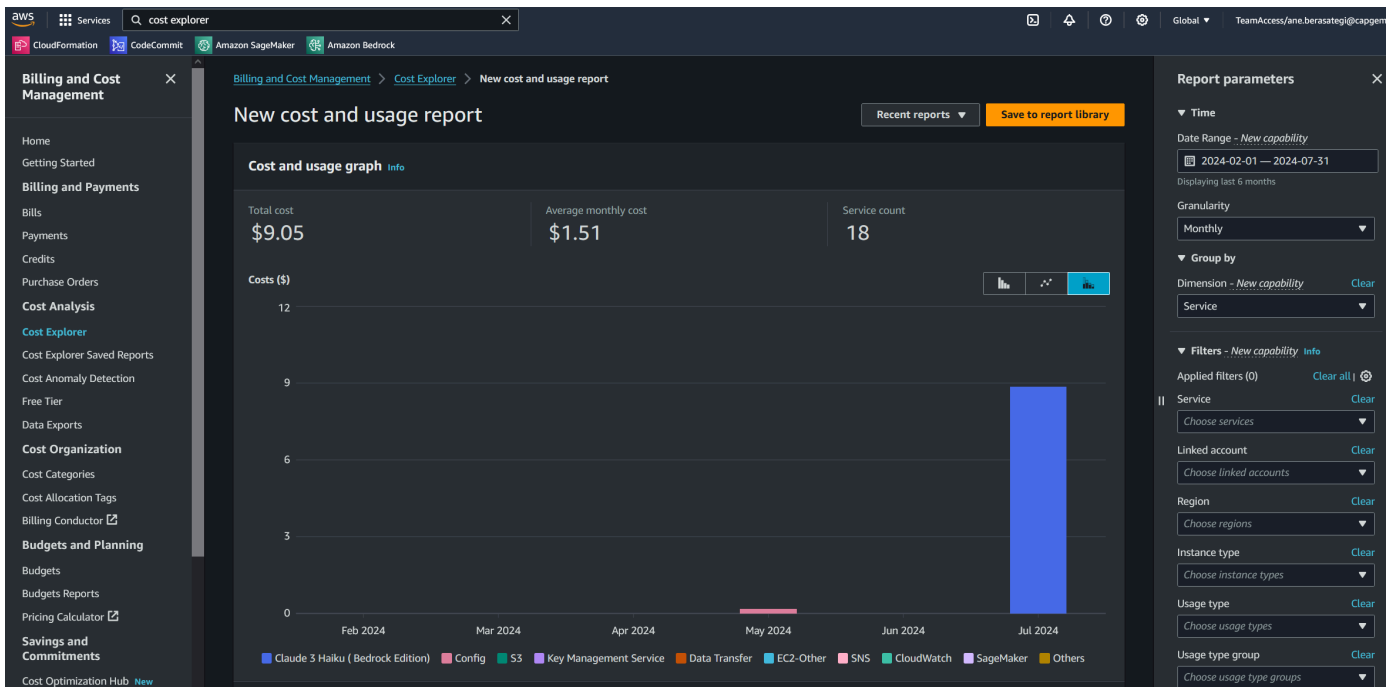 aws
Services
cost explorer
Global
TeamAccess/ane.berasategi@capgem
CloudFormation
CodeCommit
Amazon SageMaker
Amazon Bedrock
Billing and Cost
Management
Home
Getting Started
Billing and Payments
Bills
Payments
Credits
Purchase Orders
Cost Analysis
Cost Explorer
Cost Explorer Saved Reports
Cost Anomaly Detection
Free Tier
Data Exports
Cost Organization
Cost Categories
Cost Allocation Tags
Billing Conductor
Budgets and Planning
Budgets
Budgets Reports
Pricing Calculator
Savings and
Commitments
Cost Optimization Hub New
Billing and Cost Management > Cost Explorer > New cost and usage report
New cost and usage report
Recent reports
Save to report library
Cost and usage graph Info
Total cost
$9.05
Average monthly cost
$1.51
Service count
18
Costs ($)
12
9
6
3
0
Feb 2024
Mar 2024
Apr 2024
May 2024
Jun 2024
Jul 2024
Claude 3 Haiku ( Bedrock Edition)
Config
S3
Key Management Service
Data Transfer
EC2-Other
SNS
CloudWatch
SageMaker
Others
Report parameters
Time
Date Range - New capability
2024-02-01 — 2024-07-31
Displaying last 6 months
Granularity
Monthly
Group by
Dimension - New capability Clear
Service
Filters - New capability Info
Applied filters (0) Clear all
Service Clear
Choose services
Linked account Clear
Choose linked accounts
Region Clear
Choose regions
Instance type Clear
Choose instance types
Usage type Clear
Choose usage types
Usage type group Clear
Choose usage type groups